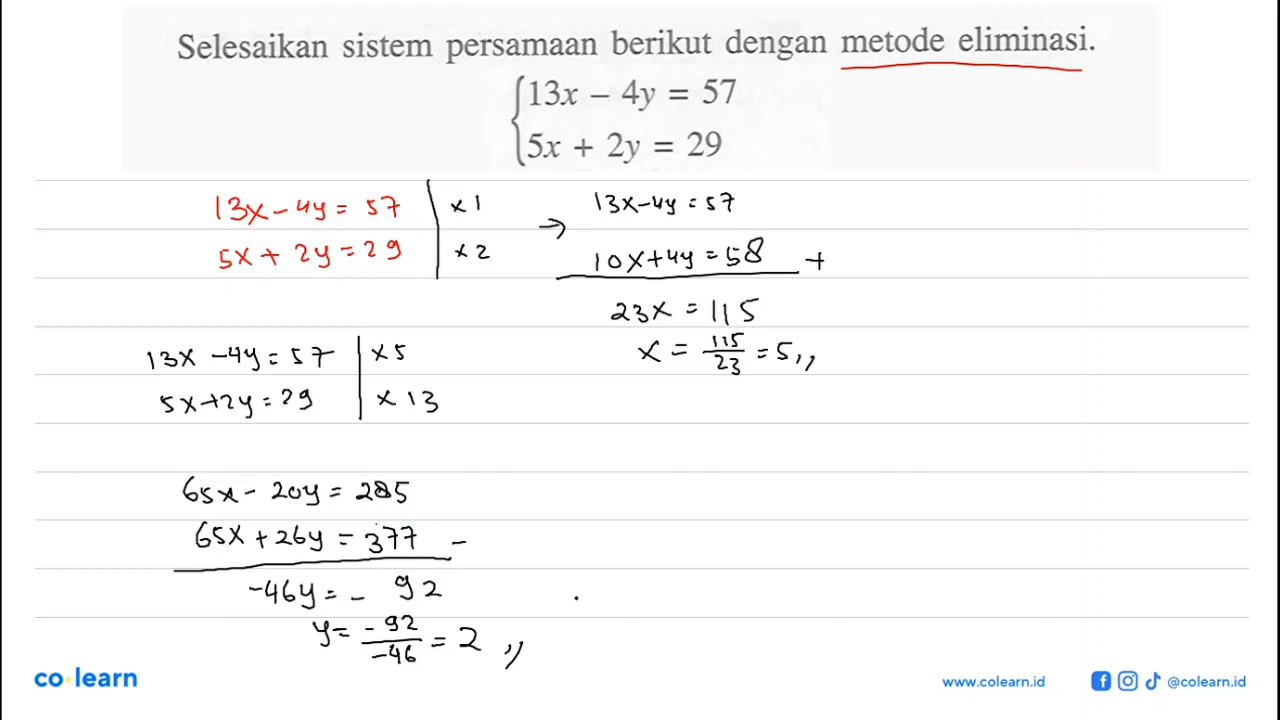 Selesaikan sistem persamaan berikut dengan metode eliminasi.
13x – 4y = 57
5x + 2y = 29
13x - 4y = 57 | x 1
5x + 2y = 29 | x 2
→ 13x - 4y = 57
10x + 4y = 58 +
23x = 115
x = 115/23 = 5,,
13x - 4y = 57 | x 5
5x + 2y = 29 | x 13
65x - 20y = 285
65x + 26y = 377 -
-46y = - 92
y = -92/-46 = 2 ,,
co·learn
www.colearn.id
@colearn.id